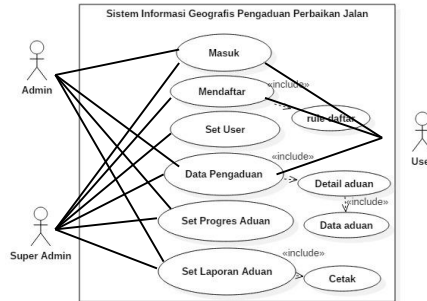 Sistem Informasi Geografis Pengaduan Perbaikan Jalan
Masuk
Admin
Mendaftar
«include»
rule daftar
Set User
Use
«include»
Data Pengaduan
Detail aduan
«include»
Data aduan
Set Progres Aduan
Super Admin
«include»
Set Laporan Aduan
Cetak